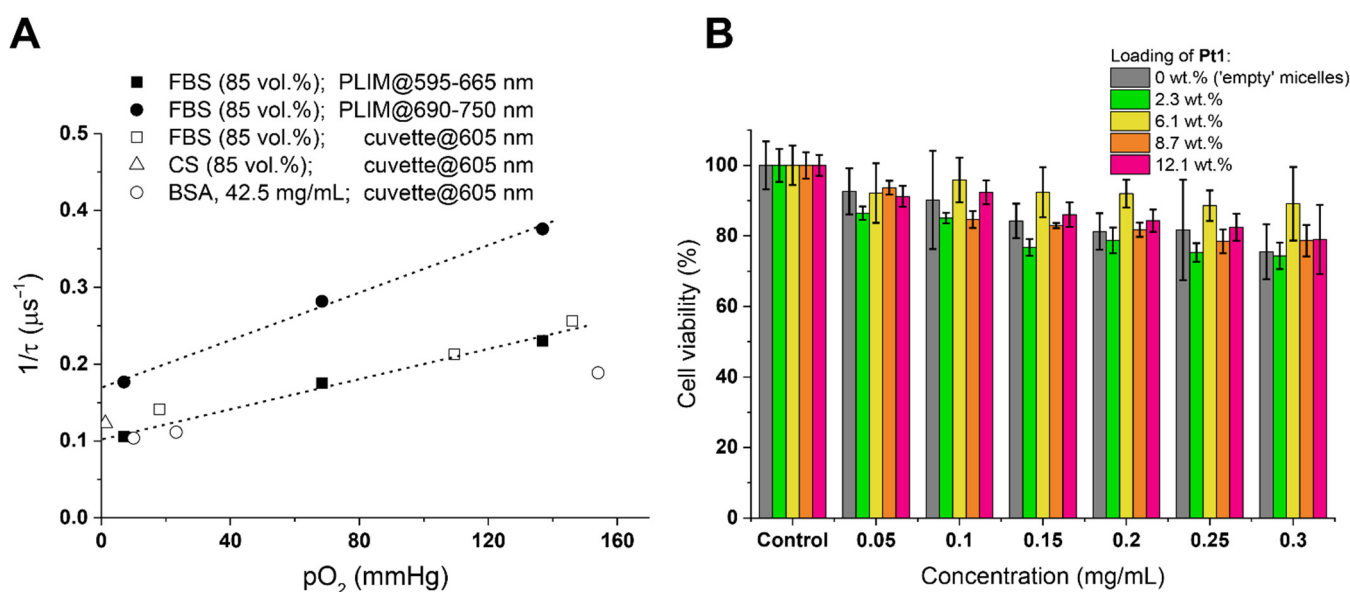 A
FBS (85 vol.%); PLIM@595-665 nm
FBS (85 vol.%); PLIM@690-750 nm
FBS (85 vol.%); cuvette@605 nm
CS (85 vol.%); cuvette@605 nm
BSA, 42.5 mg/mL; cuvette@605 nm
0.5
0.4
0.3
0.2
0.1
0.0
1/τ (μs⁻¹)
0 40 80 120 160
pO₂ (mmHg)
B
Loading of Pt1:
0 wt.% ('empty' micelles)
2.3 wt.%
6.1 wt.%
8.7 wt.%
12.1 wt.%
100
80
60
40
20
0
Cell viability (%)
Control 0.05 0.1 0.15 0.2 0.25 0.3
Concentration (mg/mL)